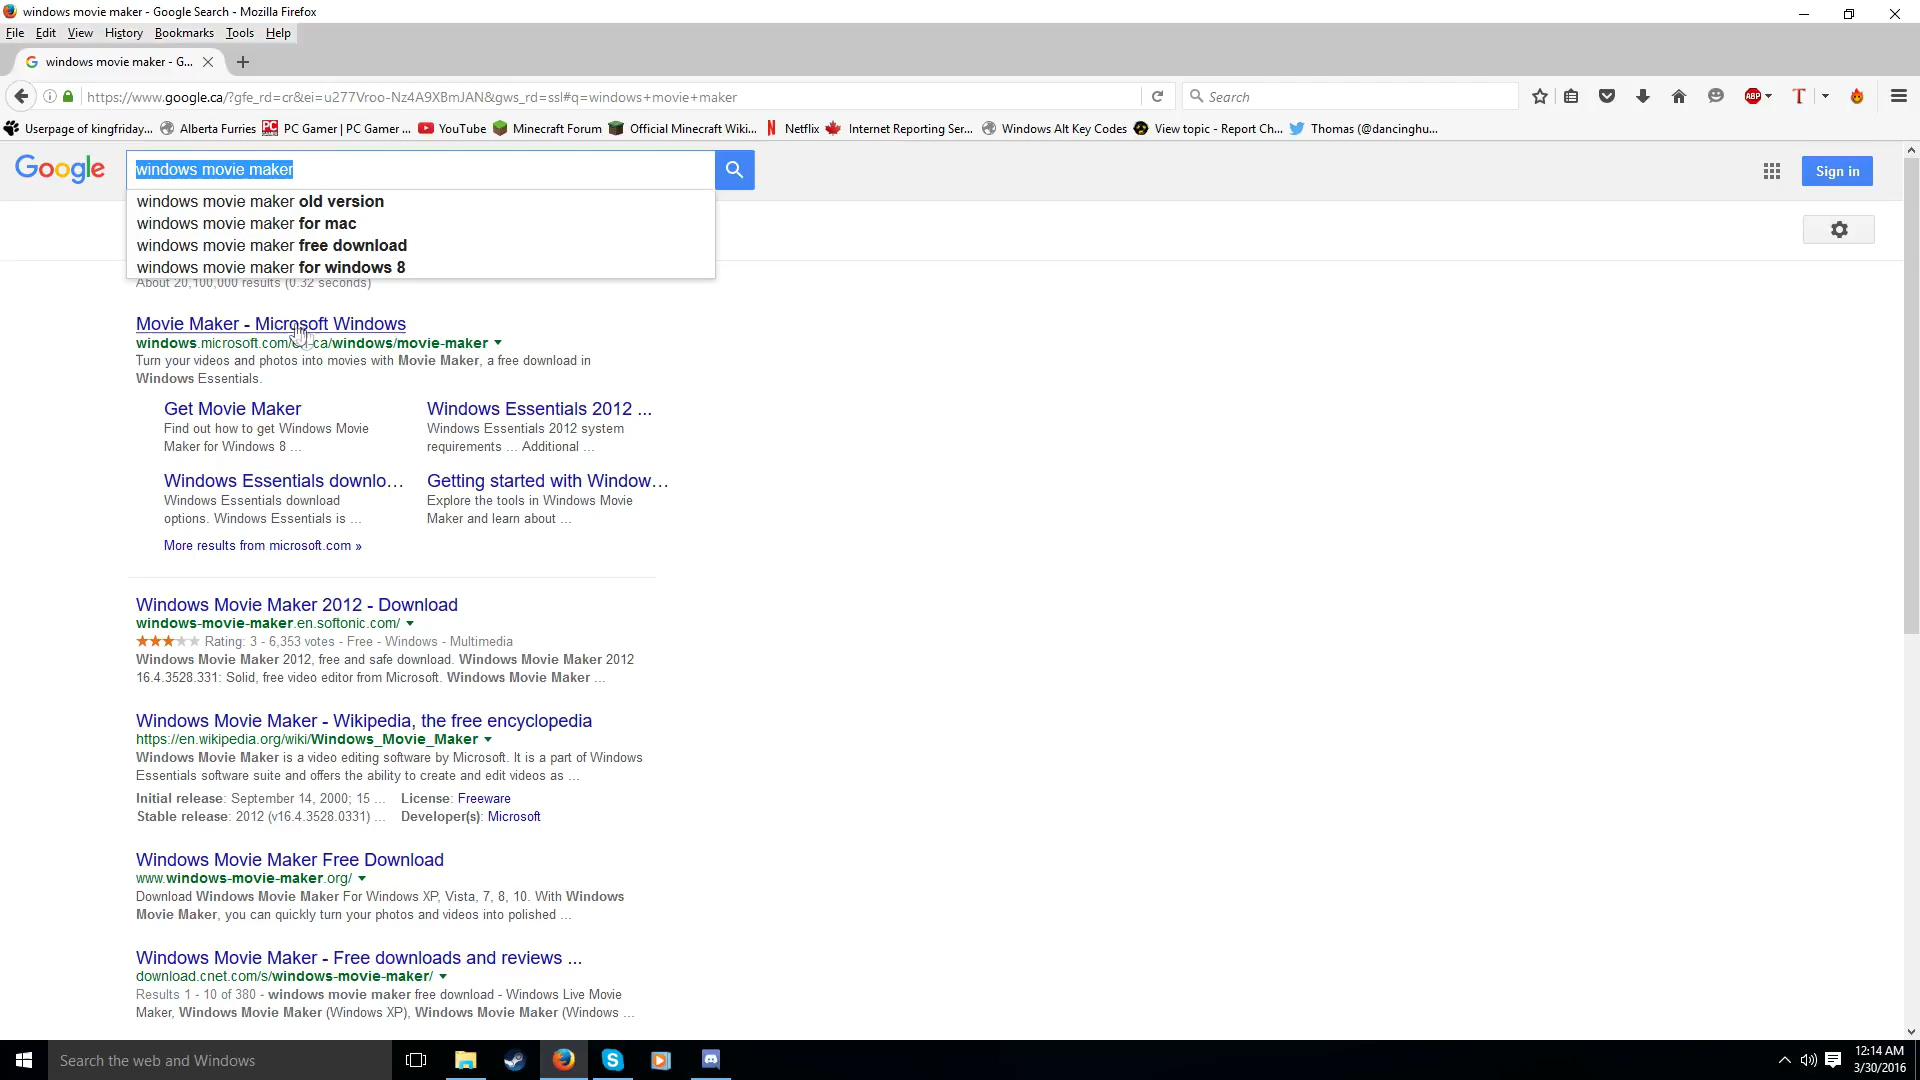 windows movie maker - Google Search - Mozilla Firefox
File Edit View History Bookmarks Tools Help
windows movie maker - G...
https://www.google.ca/?gfe_rd=cr&ei=u277Vroo-Nz4A9XBmJAN&gws_rd=ssl#q=windows+movie+maker
Search
ABP
Userpage of kingfriday... Alberta Furries PC Gamer | PC Gamer ... YouTube Minecraft Forum Official Minecraft Wiki... Netflix Internet Reporting Ser... Windows Alt Key Codes View topic - Report Ch... Thomas (@dancinghu...
Google
windows movie maker
Sign in
windows movie maker old version
windows movie maker for mac
windows movie maker free download
windows movie maker for windows 8
About 20,100,000 results (0.32 seconds)
Movie Maker - Microsoft Windows
windows.microsoft.com/ -ca/windows/movie-maker
Turn your videos and photos into movies with Movie Maker, a free download in
Windows Essentials.
Get Movie Maker
Find out how to get Windows Movie
Maker for Windows 8 ...
Windows Essentials 2012 ...
Windows Essentials 2012 system
requirements ... Additional ...
Windows Essentials downlo...
Windows Essentials download
options. Windows Essentials is ...
Getting started with Window...
Explore the tools in Windows Movie
Maker and learn about ...
More results from microsoft.com »
Windows Movie Maker 2012 - Download
windows-movie-maker.en.softonic.com/
Rating: 3 - 6,353 votes - Free - Windows - Multimedia
Windows Movie Maker 2012, free and safe download. Windows Movie Maker 2012
16.4.3528.331: Solid, free video editor from Microsoft. Windows Movie Maker ...
Windows Movie Maker - Wikipedia, the free encyclopedia
https://en.wikipedia.org/wiki/Windows_Movie_Maker
Windows Movie Maker is a video editing software by Microsoft. It is a part of Windows
Essentials software suite and offers the ability to create and edit videos as ...
Initial release: September 14, 2000; 15 ... License: Freeware
Stable release: 2012 (v16.4.3528.0331) ... Developer(s): Microsoft
Windows Movie Maker Free Download
www.windows-movie-maker.org/
Download Windows Movie Maker For Windows XP, Vista, 7, 8, 10. With Windows
Movie Maker, you can quickly turn your photos and videos into polished ...
Windows Movie Maker - Free downloads and reviews ...
download.cnet.com/s/windows-movie-maker/
Results 1 - 10 of 380 - windows movie maker free download - Windows Live Movie
Maker, Windows Movie Maker (Windows XP), Windows Movie Maker (Windows ...
Search the web and Windows
12:14 AM
3/30/2016